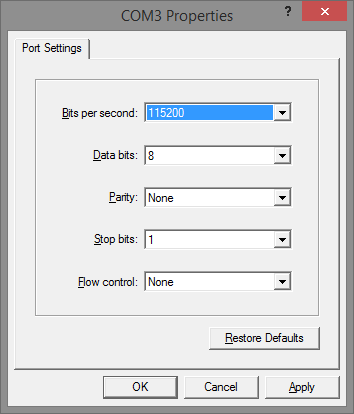 COM3 Properties
? ×
Port Settings
Bits per second: 115200
Data bits: 8
Parity: None
Stop bits: 1
Flow control: None
Restore Defaults
OK Cancel Apply